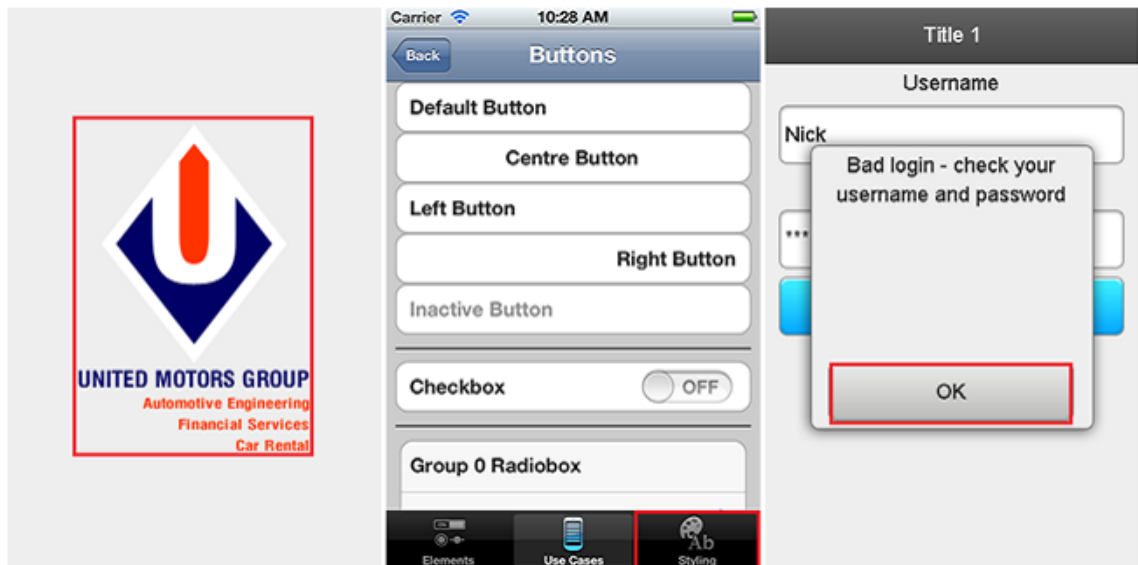 UNITED MOTORS GROUP
Automotive Engineering
Financial Services
Car Rental
Carrier 10:28 AM
Back Buttons
Default Button
Centre Button
Left Button
Right Button
Inactive Button
Checkbox OFF
Group 0 Radiobox
Elements Use Cases Ab Styling
Title 1
Username
Nick
Bad login - check your
username and password
***
OK